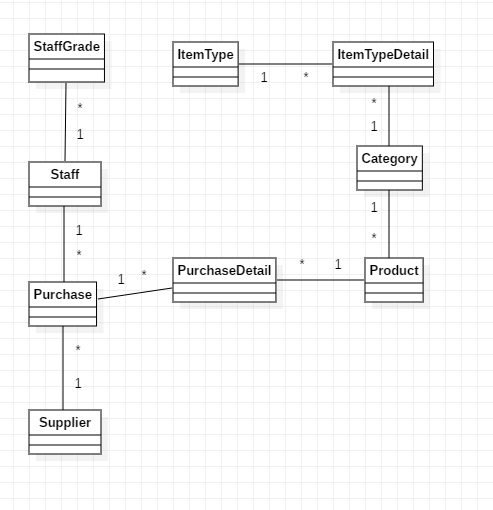 StaffGrade
ItemType
ItemTypeDetail
1
*
*
*
1
1
Category
Staff
1
1
*
*
PurchaseDetail
*
1
Product
1
*
Purchase
*
1
Supplier